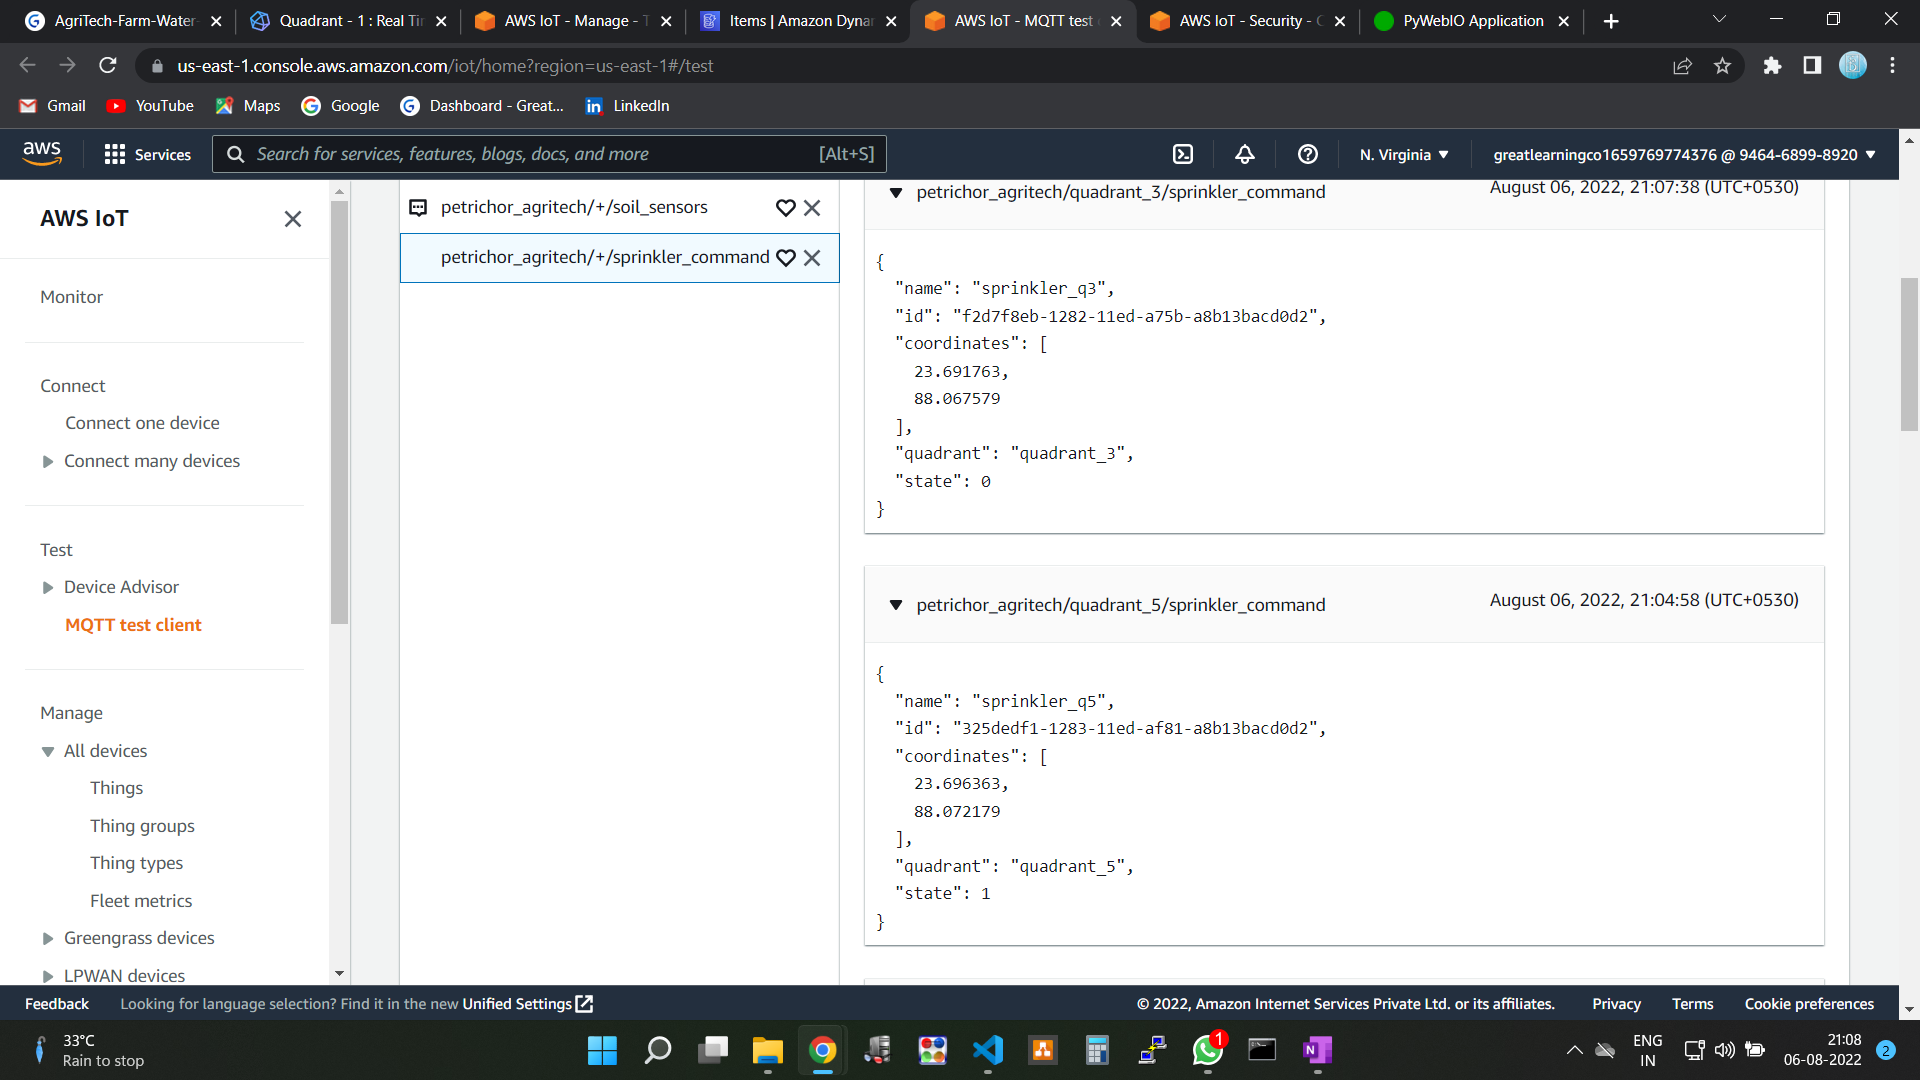 AgriTech-Farm-Water-
Quadrant - 1 : Real Tim
AWS IoT - Manage - T
Items | Amazon Dynam
AWS IoT - MQTT test c
AWS IoT - Security - C
PyWebIO Application
us-east-1.console.aws.amazon.com/iot/home?region=us-east-1#/test
Gmail
YouTube
Maps
Google
Dashboard - Great...
LinkedIn
aws
Services
Search for services, features, blogs, docs, and more
[Alt+S]
N. Virginia
greatlearningco1659769774376 @ 9464-6899-8920
AWS IoT
Monitor
Connect
Connect one device
Connect many devices
Test
Device Advisor
MQTT test client
Manage
All devices
Things
Thing groups
Thing types
Fleet metrics
Greengrass devices
LPWAN devices
petrichor_agritech/+/soil_sensors
petrichor_agritech/+/sprinkler_command
petrichor_agritech/quadrant_3/sprinkler_command
August 06, 2022, 21:07:38 (UTC+0530)
{
"name": "sprinkler_q3",
"id": "f2d7f8eb-1282-11ed-a75b-a8b13bacd0d2",
"coordinates": [
23.691763,
88.067579
],
"quadrant": "quadrant_3",
"state": 0
}
petrichor_agritech/quadrant_5/sprinkler_command
August 06, 2022, 21:04:58 (UTC+0530)
{
"name": "sprinkler_q5",
"id": "325dedf1-1283-11ed-af81-a8b13bacd0d2",
"coordinates": [
23.696363,
88.072179
],
"quadrant": "quadrant_5",
"state": 1
}
Feedback
Looking for language selection? Find it in the new Unified Settings
© 2022, Amazon Internet Services Private Ltd. or its affiliates.
Privacy
Terms
Cookie preferences
33°C
Rain to stop
1
N
ENG
IN
21:08
06-08-2022
2